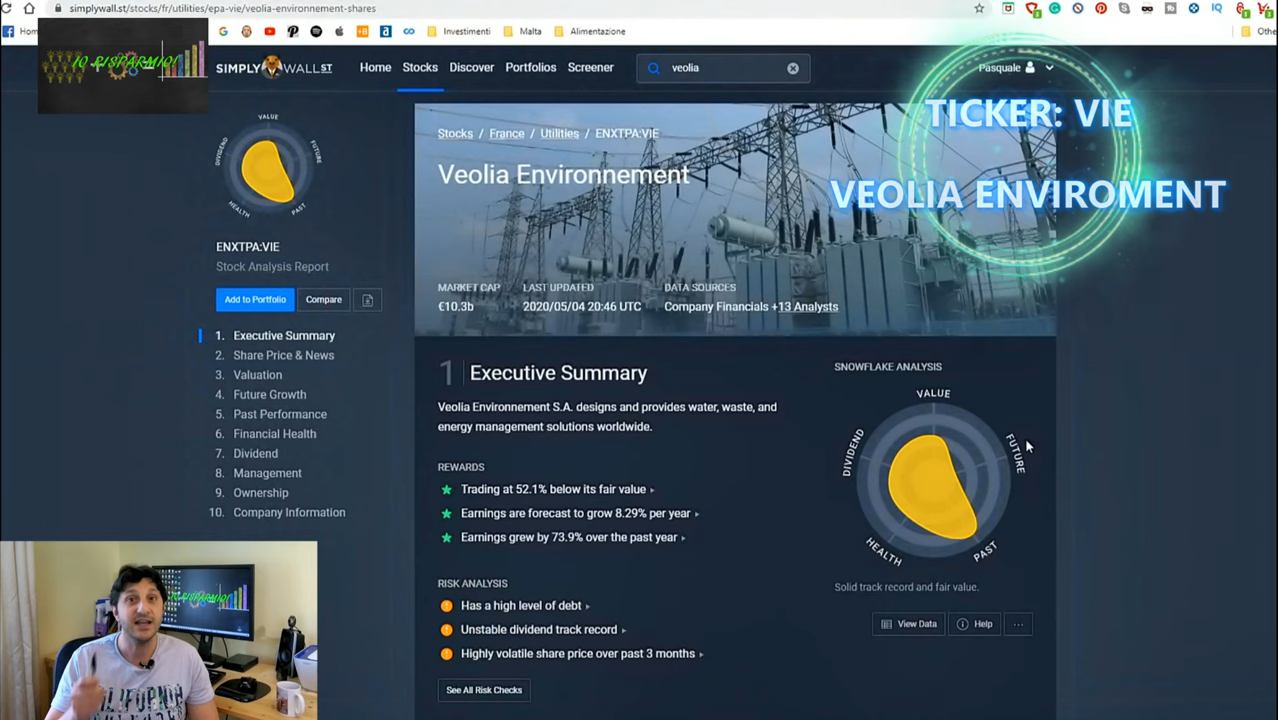 simplywall.st/stocks/fr/utilities/epa-vie/veolia-environnement-shares
Investimenti
Malta
Alimentazione
Othe
IO RISPARMIO!
SIMPLY WALL ST
Home
Stocks
Discover
Portfolios
Screener
veolia
Pasquale
TICKER: VIE
VEOLIA ENVIROMENT
VALUE
FUTURE
PAST
HEALTH
DIVIDEND
ENXTPA:VIE
Stock Analysis Report
Add to Portfolio
Compare
1. Executive Summary
2. Share Price & News
3. Valuation
4. Future Growth
5. Past Performance
6. Financial Health
7. Dividend
8. Management
9. Ownership
10. Company Information
Stocks / France / Utilities / ENXTPA:VIE
Veolia Environnement
MARKET CAP
€10.3b
LAST UPDATED
2020/05/04 20:46 UTC
DATA SOURCES
Company Financials +13 Analysts
1 Executive Summary
Veolia Environnement S.A. designs and provides water, waste, and
energy management solutions worldwide.
REWARDS
Trading at 52.1% below its fair value
Earnings are forecast to grow 8.29% per year
Earnings grew by 73.9% over the past year
RISK ANALYSIS
Has a high level of debt
Unstable dividend track record
Highly volatile share price over past 3 months
See All Risk Checks
SNOWFLAKE ANALYSIS
VALUE
FUTURE
PAST
HEALTH
DIVIDEND
Solid track record and fair value.
View Data
Help
...
IO RISPARMIO!